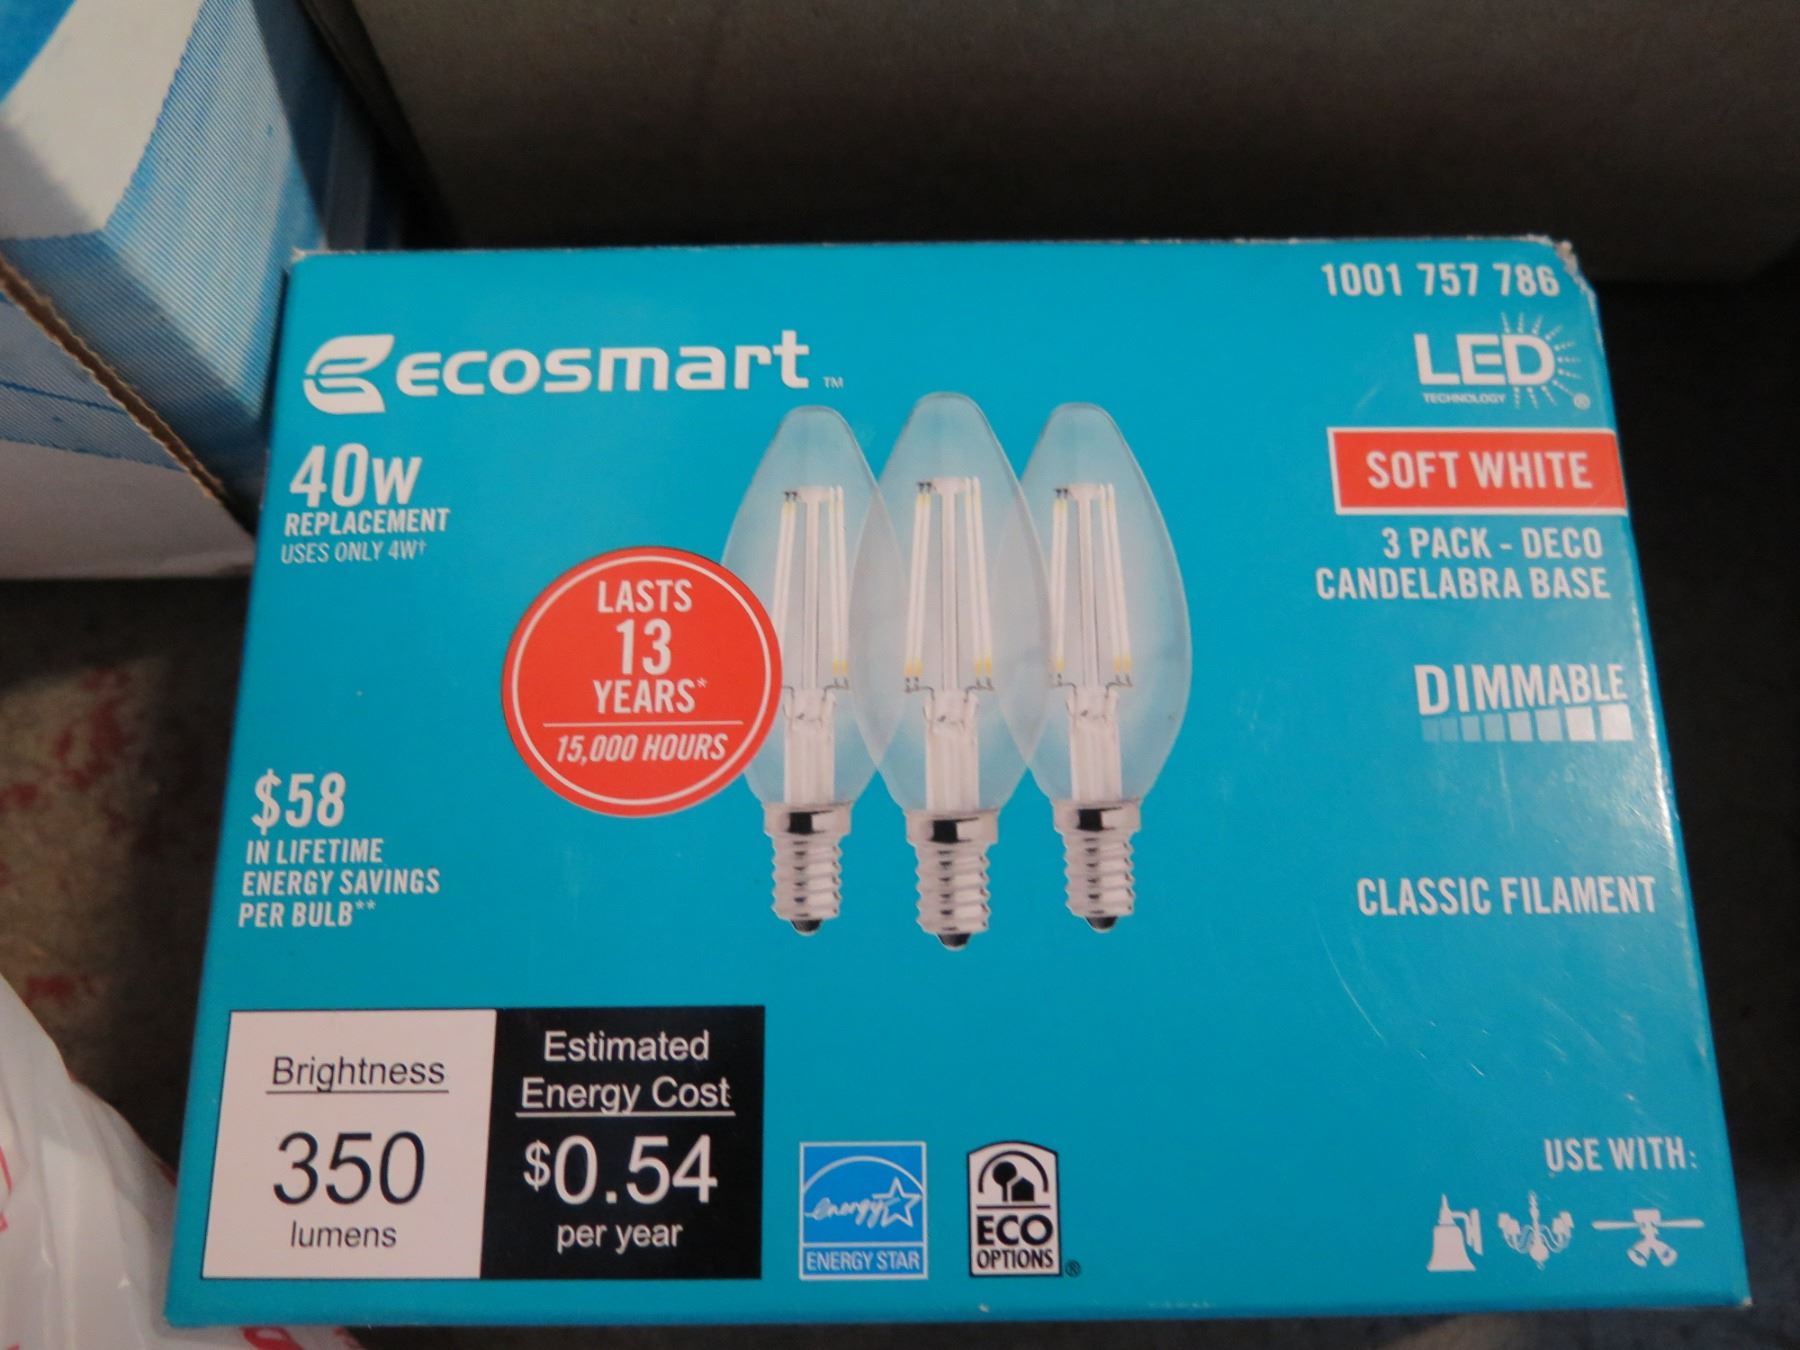 1001 757 786
ecosmart TM
LED
TECHNOLOGY ®
40W
REPLACEMENT
USES ONLY 4W†
SOFT WHITE
3 PACK - DECO
CANDELABRA BASE
LASTS
13
YEARS*
15,000 HOURS
DIMMABLE
$58
IN LIFETIME
ENERGY SAVINGS
PER BULB**
CLASSIC FILAMENT
Brightness
350
lumens
Estimated
Energy Cost
$0.54
per year
energy
ENERGY STAR
ECO
OPTIONS ®
USE WITH: